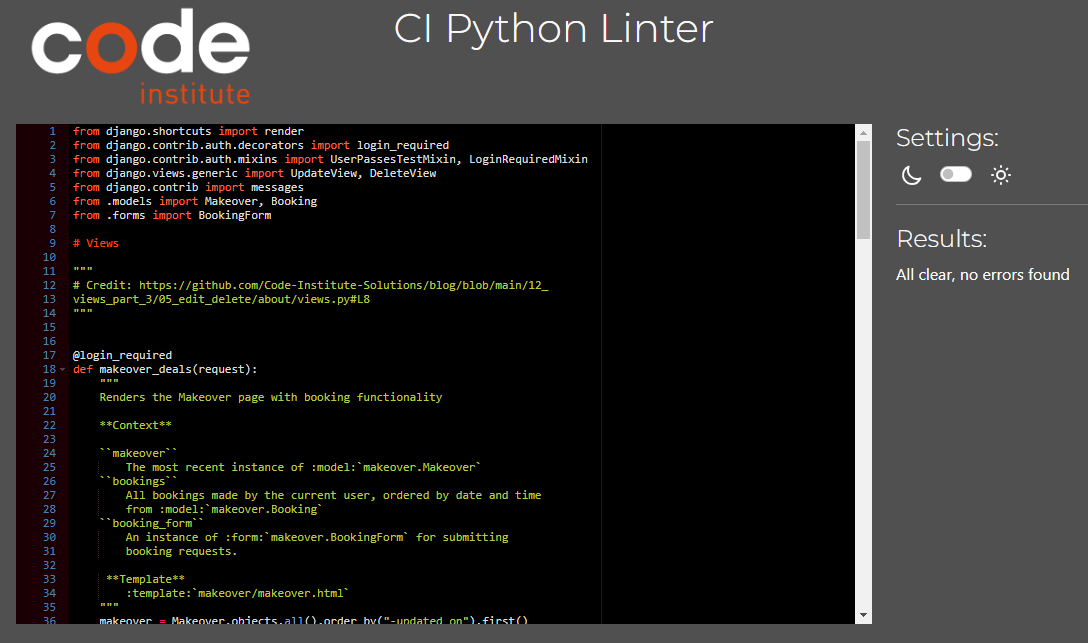 code
institute
CI Python Linter
1 from django.shortcuts import render
2 from django.contrib.auth.decorators import login_required
3 from django.contrib.auth.mixins import UserPassesTestMixin, LoginRequiredMixin
4 from django.views.generic import UpdateView, DeleteView
5 from django.contrib import messages
6 from .models import Makeover, Booking
7 from .forms import BookingForm
8
9 # Views
10
11 """
12 # Credit: https://github.com/Code-Institute-Solutions/blog/blob/main/12_
13 views_part_3/05_edit_delete/about/views.py#L8
14 """
15
16
17 @login_required
18 def makeover_deals(request):
19     """
20     Renders the Makeover page with booking functionality
21
22     **Context**
23
24     ``makeover``
25         The most recent instance of :model:`makeover.Makeover`
26     ``bookings``
27         All bookings made by the current user, ordered by date and time
28         from :model:`makeover.Booking`
29     ``booking_form``
30         An instance of :form:`makeover.BookingForm` for submitting
31         booking requests.
32
33      **Template**
34         :template:`makeover/makeover.html`
35     """
36     makeover = Makeover.objects.all().order_by("-updated_on").first()
Settings:
Results:
All clear, no errors found